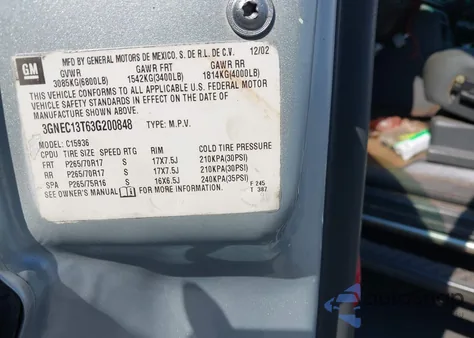 GM
MFD BY GENERAL MOTORS DE MEXICO, S. DE R.L. DE C.V. 12/02
GVWR GAWR FRT GAWR RR
3085KG(6800LB) 1542KG(3400LB) 1814KG(4000LB)
THIS VEHICLE CONFORMS TO ALL APPLICABLE U.S. FEDERAL MOTOR
VEHICLE SAFETY STANDARDS IN EFFECT ON THE DATE OF
MANUFACTURE SHOWN ABOVE.
3GNEC13T63G200848 TYPE: M.P.V.
MODEL: C15936
CPDU TIRE SIZE SPEED RTG RIM COLD TIRE PRESSURE
FRT P265/70R17 S 17X7.5J 210KPA(30PSI)
RR P265/70R17 S 17X7.5J 210KPA(30PSI)
SPA P265/75R16 S 16X6.5J 240KPA(35PSI)
SEE OWNER'S MANUAL FOR MORE INFORMATION.
F 245
T 387